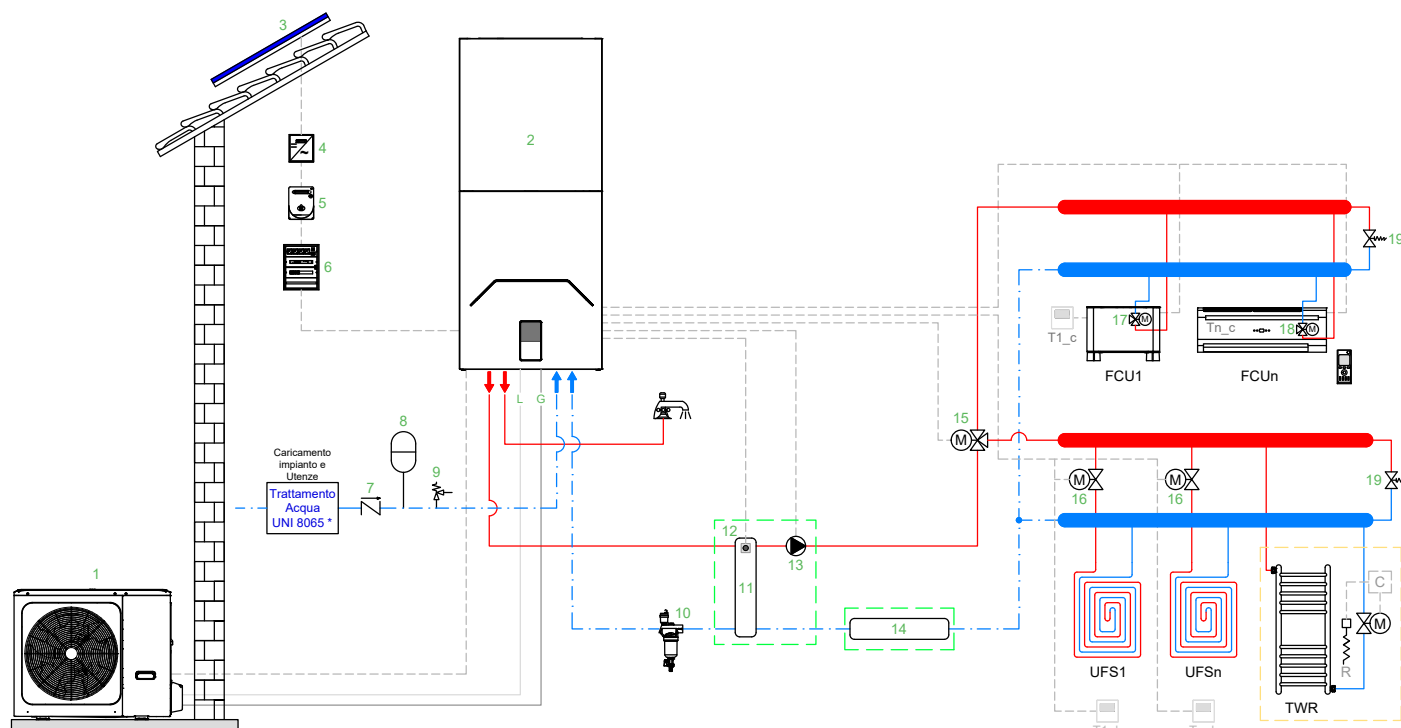 3
2
4
5
6
19
17
M
T1_c
Tn_c
18
M
FCU1
FCUn
L
G
8
15
M
Caricamento
impianto e
Utenze
7
9
Trattamento
Acqua
UNI 8065 *
M
16
M
16
19
12
13
1
11
10
14
C
M
R
UFS1
UFSn
TWR